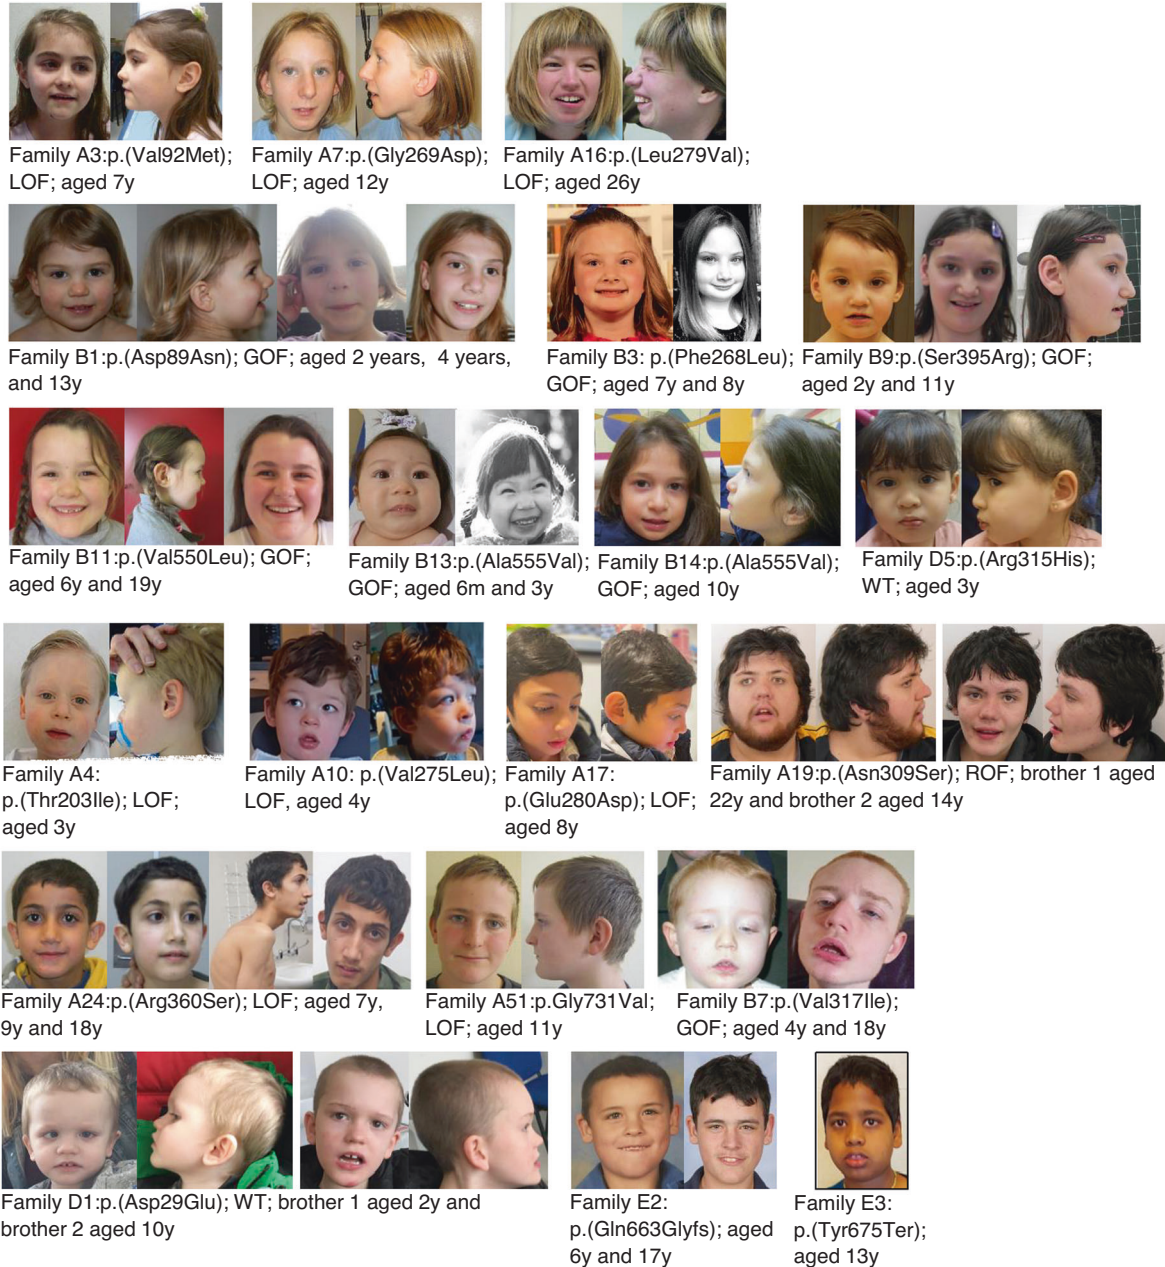 Family A3:p.(Val92Met);
LOF; aged 7y
Family A7:p.(Gly269Asp);
LOF; aged 12y
Family A16:p.(Leu279Val);
LOF; aged 26y
Family B1:p.(Asp89Asn); GOF; aged 2 years, 4 years,
and 13y
Family B3: p.(Phe268Leu);
GOF; aged 7y and 8y
Family B9:p.(Ser395Arg); GOF;
aged 2y and 11y
Family B11:p.(Val550Leu); GOF;
aged 6y and 19y
Family B13:p.(Ala555Val);
GOF; aged 6m and 3y
Family B14:p.(Ala555Val);
GOF; aged 10y
Family D5:p.(Arg315His);
WT; aged 3y
Family A4:
p.(Thr203Ile); LOF;
aged 3y
Family A10: p.(Val275Leu);
LOF, aged 4y
Family A17:
p.(Glu280Asp); LOF;
aged 8y
Family A19:p.(Asn309Ser); ROF; brother 1 aged
22y and brother 2 aged 14y
Family A24:p.(Arg360Ser); LOF; aged 7y,
9y and 18y
Family A51:p.Gly731Val;
LOF; aged 11y
Family B7:p.(Val317Ile);
GOF; aged 4y and 18y
Family D1:p.(Asp29Glu); WT; brother 1 aged 2y and
brother 2 aged 10y
Family E2:
p.(Gln663Glyfs); aged
6y and 17y
Family E3:
p.(Tyr675Ter);
aged 13y